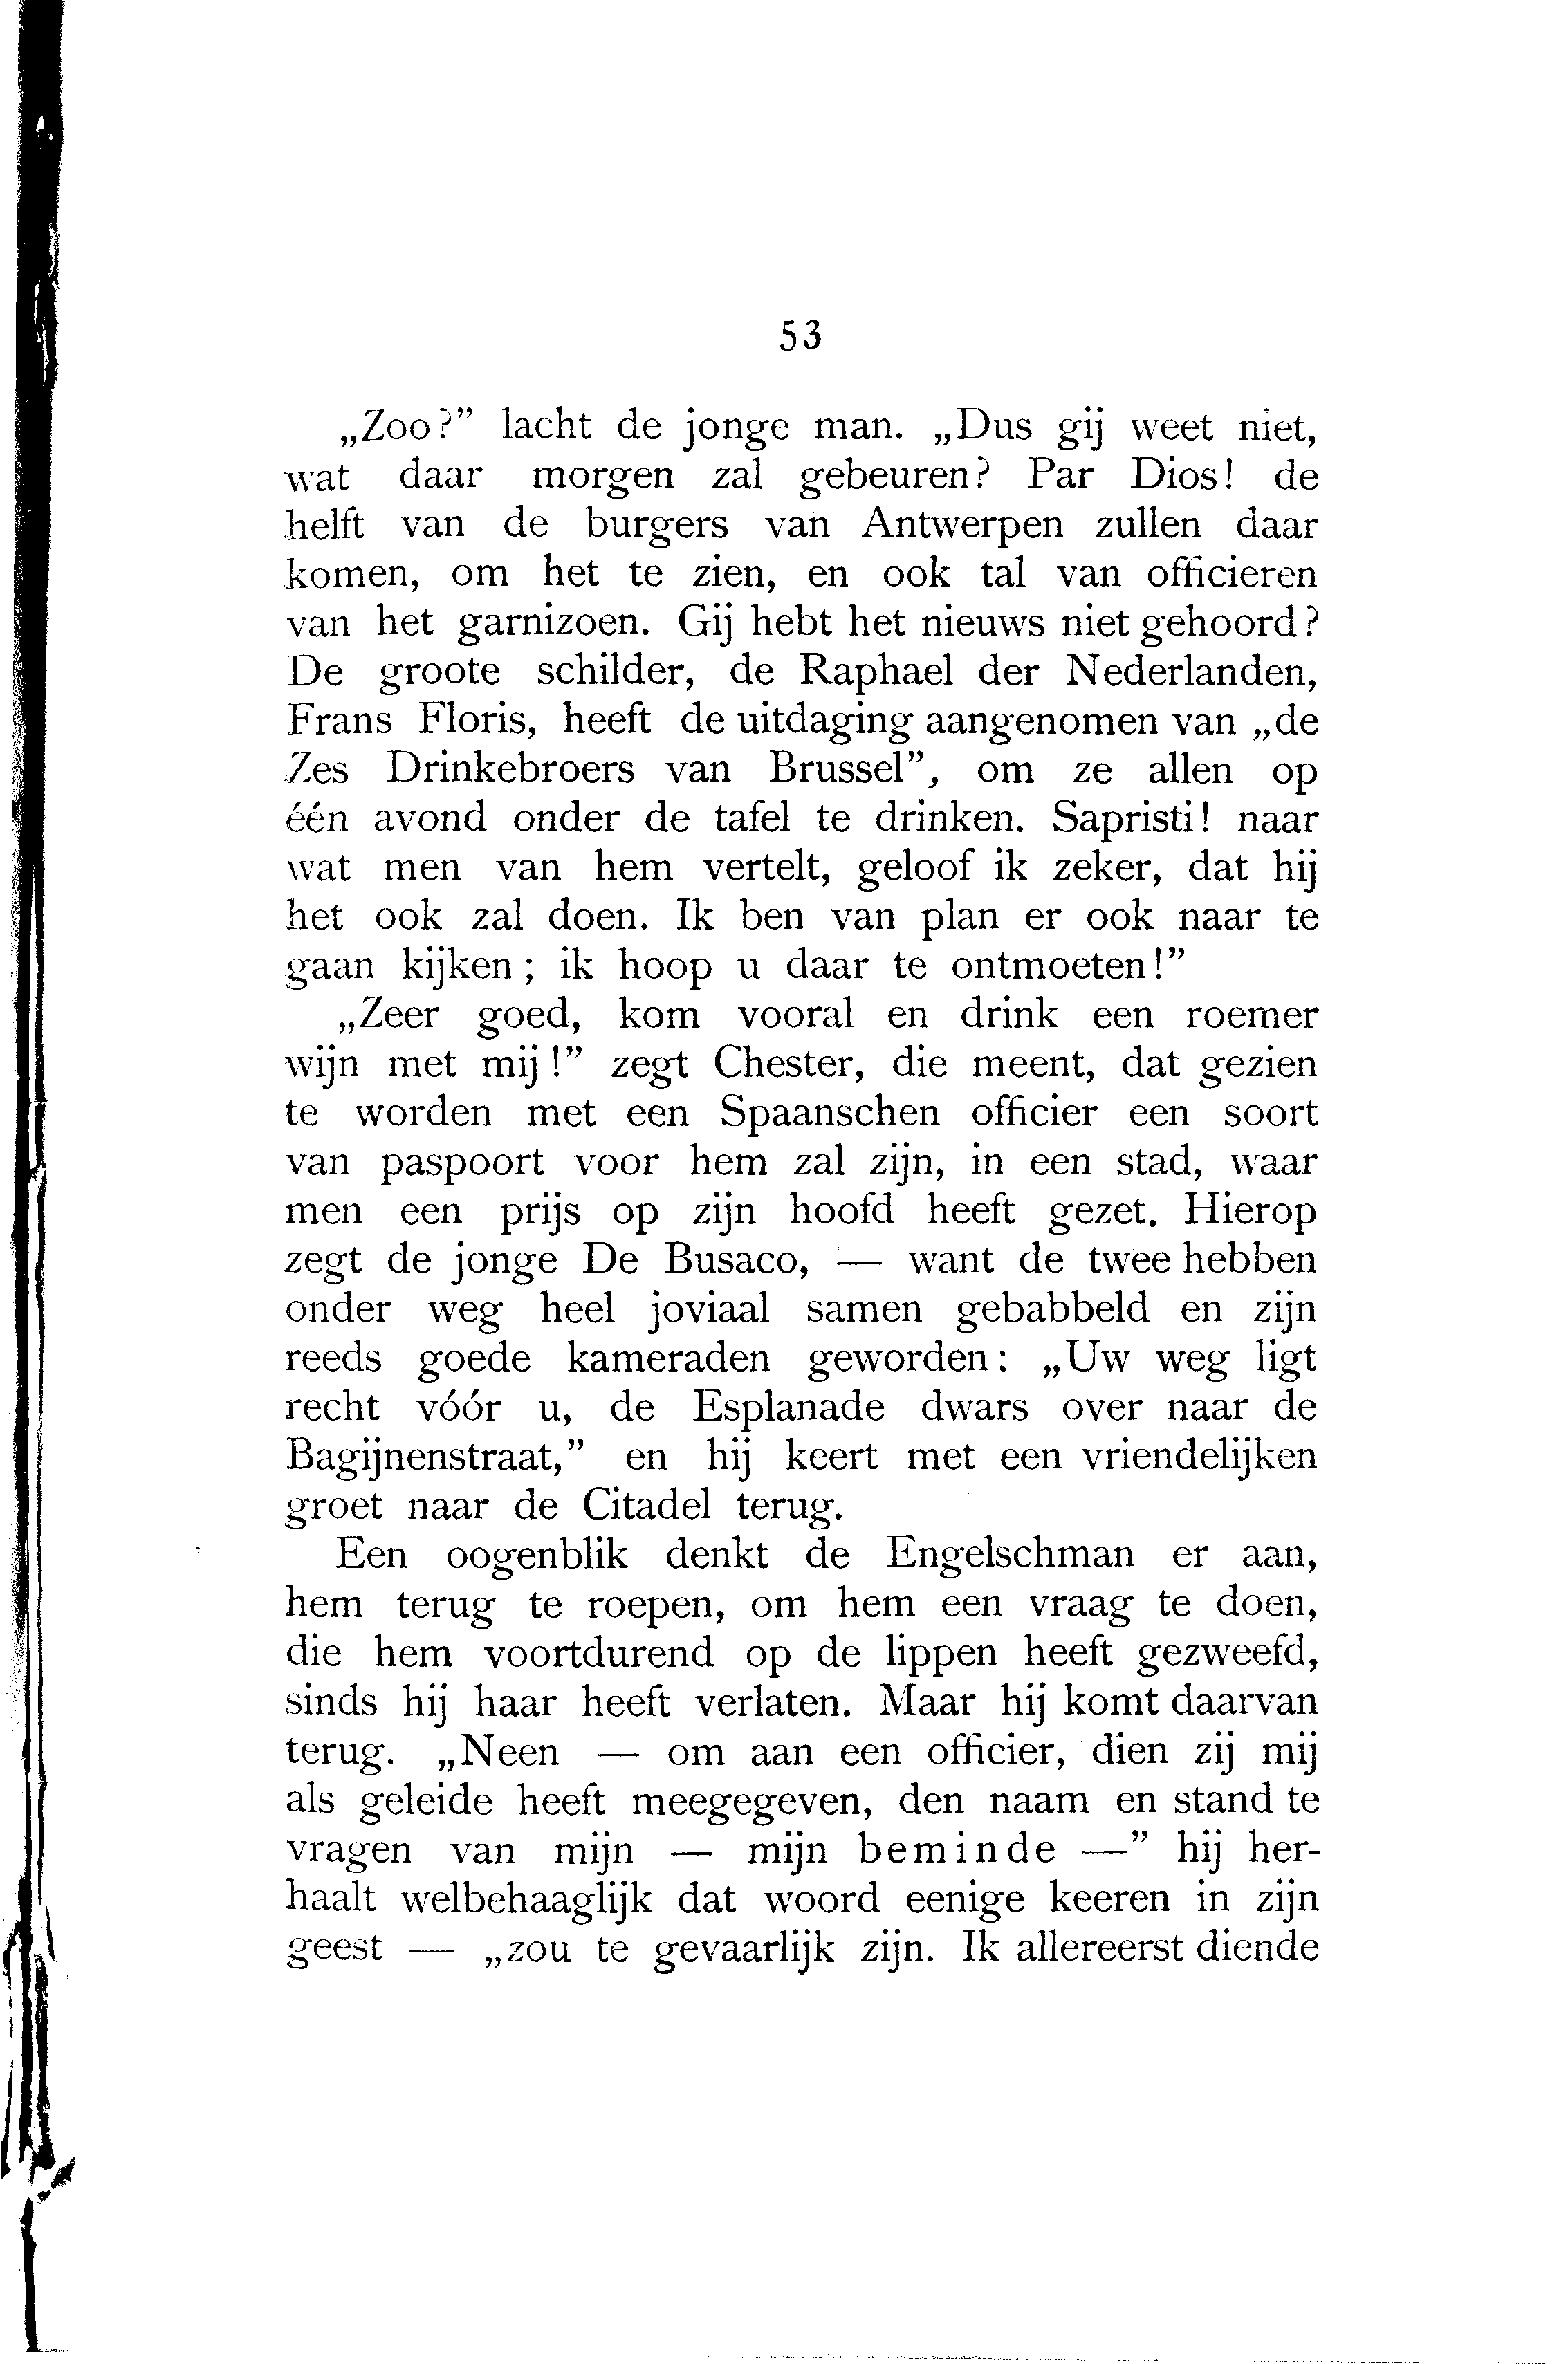 53
„Zoo?” lacht de jonge man. „Dus gij weet niet,
wat daar morgen zal gebeuren? Par Dios! de
helft van de burgers van Antwerpen zullen daar
komen, om het te zien, en ook tal van officieren
van het garnizoen. Gij hebt het nieuws niet gehoord?
De groote schilder, de Raphael der Nederlanden,
Frans Floris, heeft de uitdaging aangenomen van „de
Zes Drinkebroers van Brussel”, om ze allen op
één avond onder de tafel te drinken. Sapristi! naar
wat men van hem vertelt, geloof ik zeker, dat hij
het ook zal doen. Ik ben van plan er ook naar te
gaan kijken; ik hoop u daar te ontmoeten!”
„Zeer goed, kom vooral en drink een roemer
wijn met mij!” zegt Chester, die meent, dat gezien
te worden met een Spaanschen officier een soort
van paspoort voor hem zal zijn, in een stad, waar
men een prijs op zijn hoofd heeft gezet. Hierop
zegt de jonge De Busaco, — want de twee hebben
onder weg heel joviaal samen gebabbeld en zijn
reeds goede kameraden geworden: „Uw weg ligt
recht vóór u, de Esplanade dwars over naar de
Bagijnenstraat,” en hij keert met een vriendelijken
groet naar de Citadel terug.
Een oogenblik denkt de Engelschman er aan,
hem terug te roepen, om hem een vraag te doen,
die hem voortdurend op de lippen heeft gezweefd,
sinds hij haar heeft verlaten. Maar hij komt daarvan
terug. „Neen — om aan een officier, dien zij mij
als geleide heeft meegegeven, den naam en stand te
vragen van mijn — mijn beminde —” hij her-
haalt welbehaaglijk dat woord eenige keeren in zijn
geest — „zou te gevaarlijk zijn. Ik allereerst diende